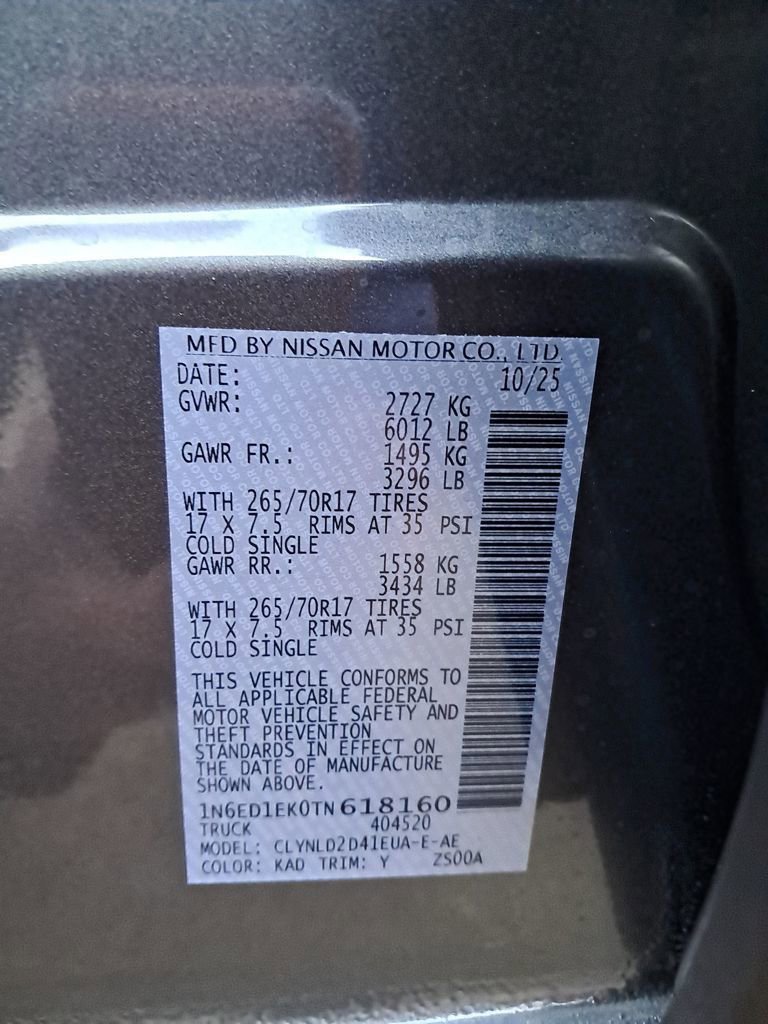 MFD BY NISSAN MOTOR CO., LTD.
DATE: 10/25
GVWR: 2727 KG
6012 LB
GAWR FR.: 1495 KG
3296 LB
WITH 265/70R17 TIRES
17 X 7.5 RIMS AT 35 PSI
COLD SINGLE
GAWR RR.: 1558 KG
3434 LB
WITH 265/70R17 TIRES
17 X 7.5 RIMS AT 35 PSI
COLD SINGLE
THIS VEHICLE CONFORMS TO
ALL APPLICABLE FEDERAL
MOTOR VEHICLE SAFETY AND
THEFT PREVENTION
STANDARDS IN EFFECT ON
THE DATE OF MANUFACTURE
SHOWN ABOVE.
1N6ED1EK0TN618160
TRUCK 404520
MODEL: CLYNLD2D41EUA-E-AE
COLOR: KAD TRIM: Y ZS00A